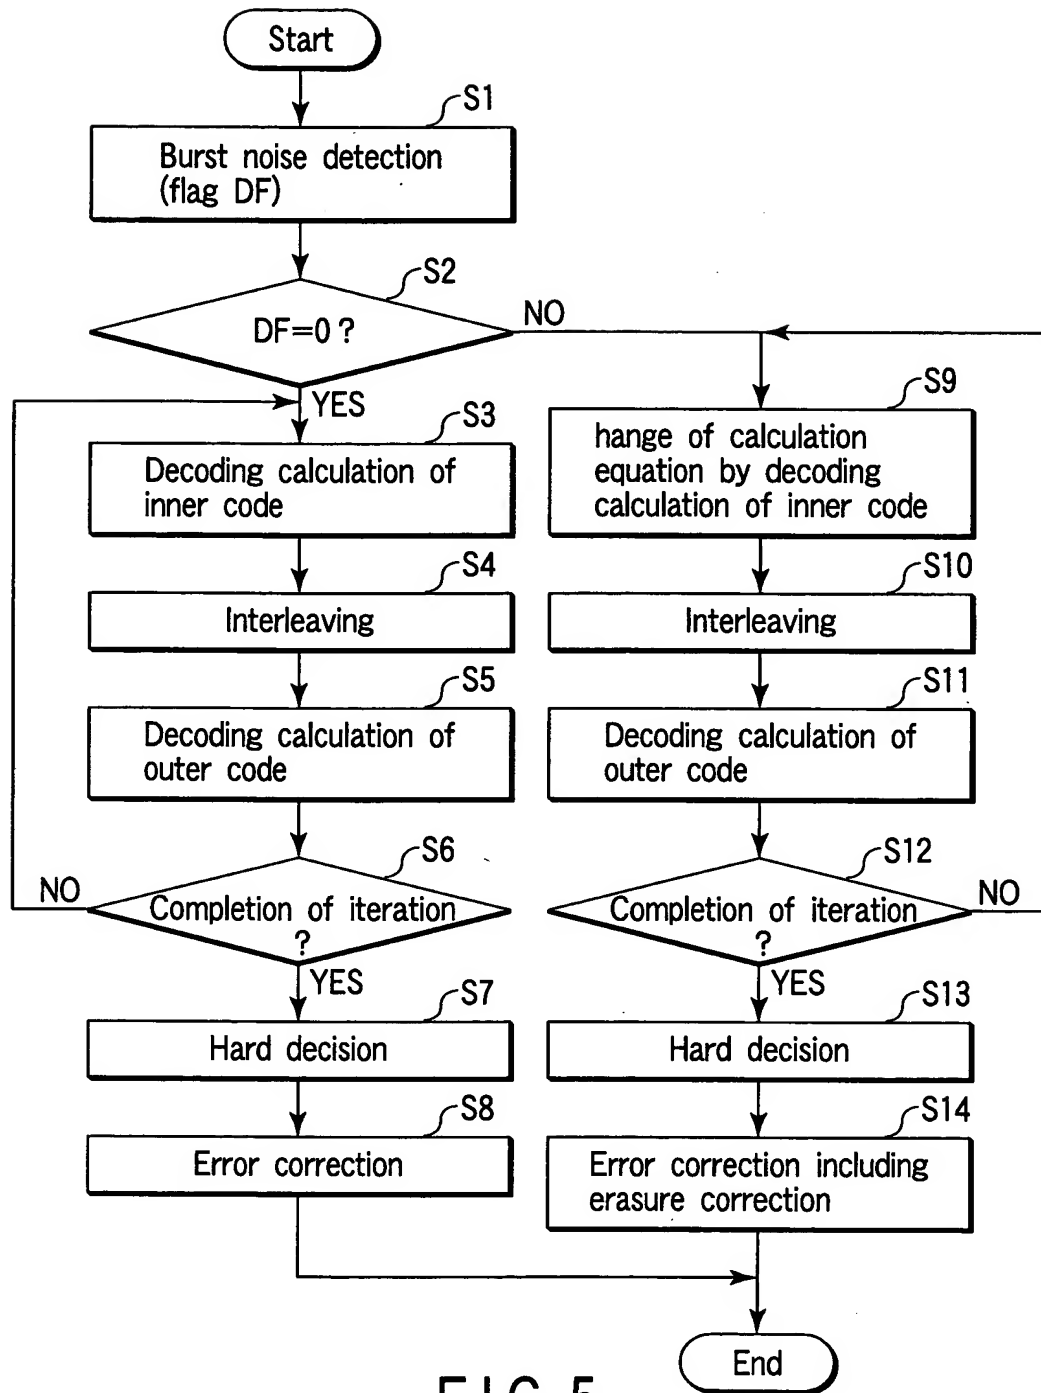 Start
S1
Burst noise detection
(flag DF)
S2
DF=0?
NO
YES
S3
Decoding calculation of
inner code
S4
Interleaving
S5
Decoding calculation of
outer code
S6
NO
Completion of iteration
?
YES
S7
Hard decision
S8
Error correction
S9
hange of calculation
equation by decoding
calculation of inner code
S10
Interleaving
S11
Decoding calculation of
outer code
S12
NO
Completion of iteration
?
YES
S13
Hard decision
S14
Error correction including
erasure correction
End
FIG. 5